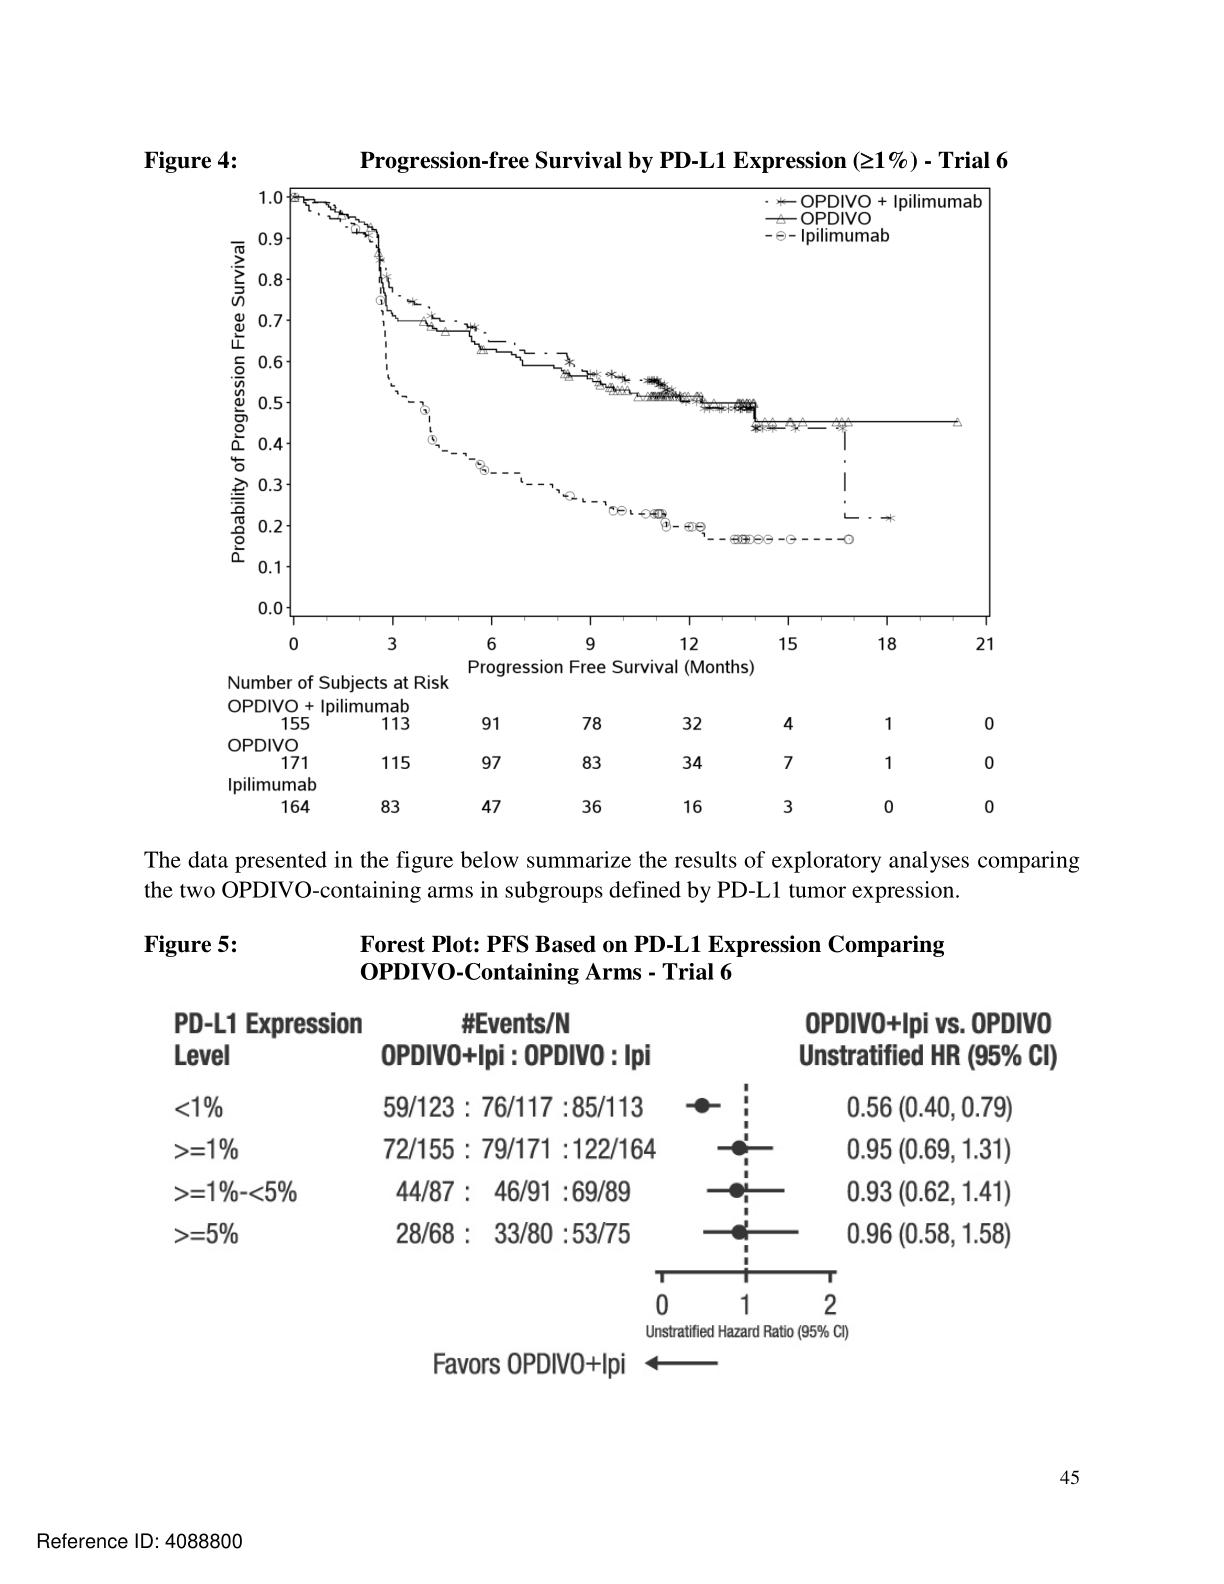 Figure 4: Progression-free Survival by PD-L1 Expression (≥1%) - Trial 6
OPDIVO + Ipilimumab
OPDIVO
Ipilimumab
Probability of Progression Free Survival
1.0
0.9
0.8
0.7
0.6
0.5
0.4
0.3
0.2
0.1
0.0
0 3 6 9 12 15 18 21
Progression Free Survival (Months)
Number of Subjects at Risk
OPDIVO + Ipilimumab
155 113 91 78 32 4 1 0
OPDIVO
171 115 97 83 34 7 1 0
Ipilimumab
164 83 47 36 16 3 0 0
The data presented in the figure below summarize the results of exploratory analyses comparing
the two OPDIVO-containing arms in subgroups defined by PD-L1 tumor expression.
Figure 5: Forest Plot: PFS Based on PD-L1 Expression Comparing
OPDIVO-Containing Arms - Trial 6
PD-L1 Expression #Events/N OPDIVO+Ipi vs. OPDIVO
Level OPDIVO+Ipi : OPDIVO : Ipi Unstratified HR (95% CI)
<1% 59/123 : 76/117 :85/113 0.56 (0.40, 0.79)
>=1% 72/155 : 79/171 :122/164 0.95 (0.69, 1.31)
>=1%-<5% 44/87 : 46/91 :69/89 0.93 (0.62, 1.41)
>=5% 28/68 : 33/80 :53/75 0.96 (0.58, 1.58)
0 1 2
Unstratified Hazard Ratio (95% CI)
Favors OPDIVO+Ipi
45
Reference ID: 4088800